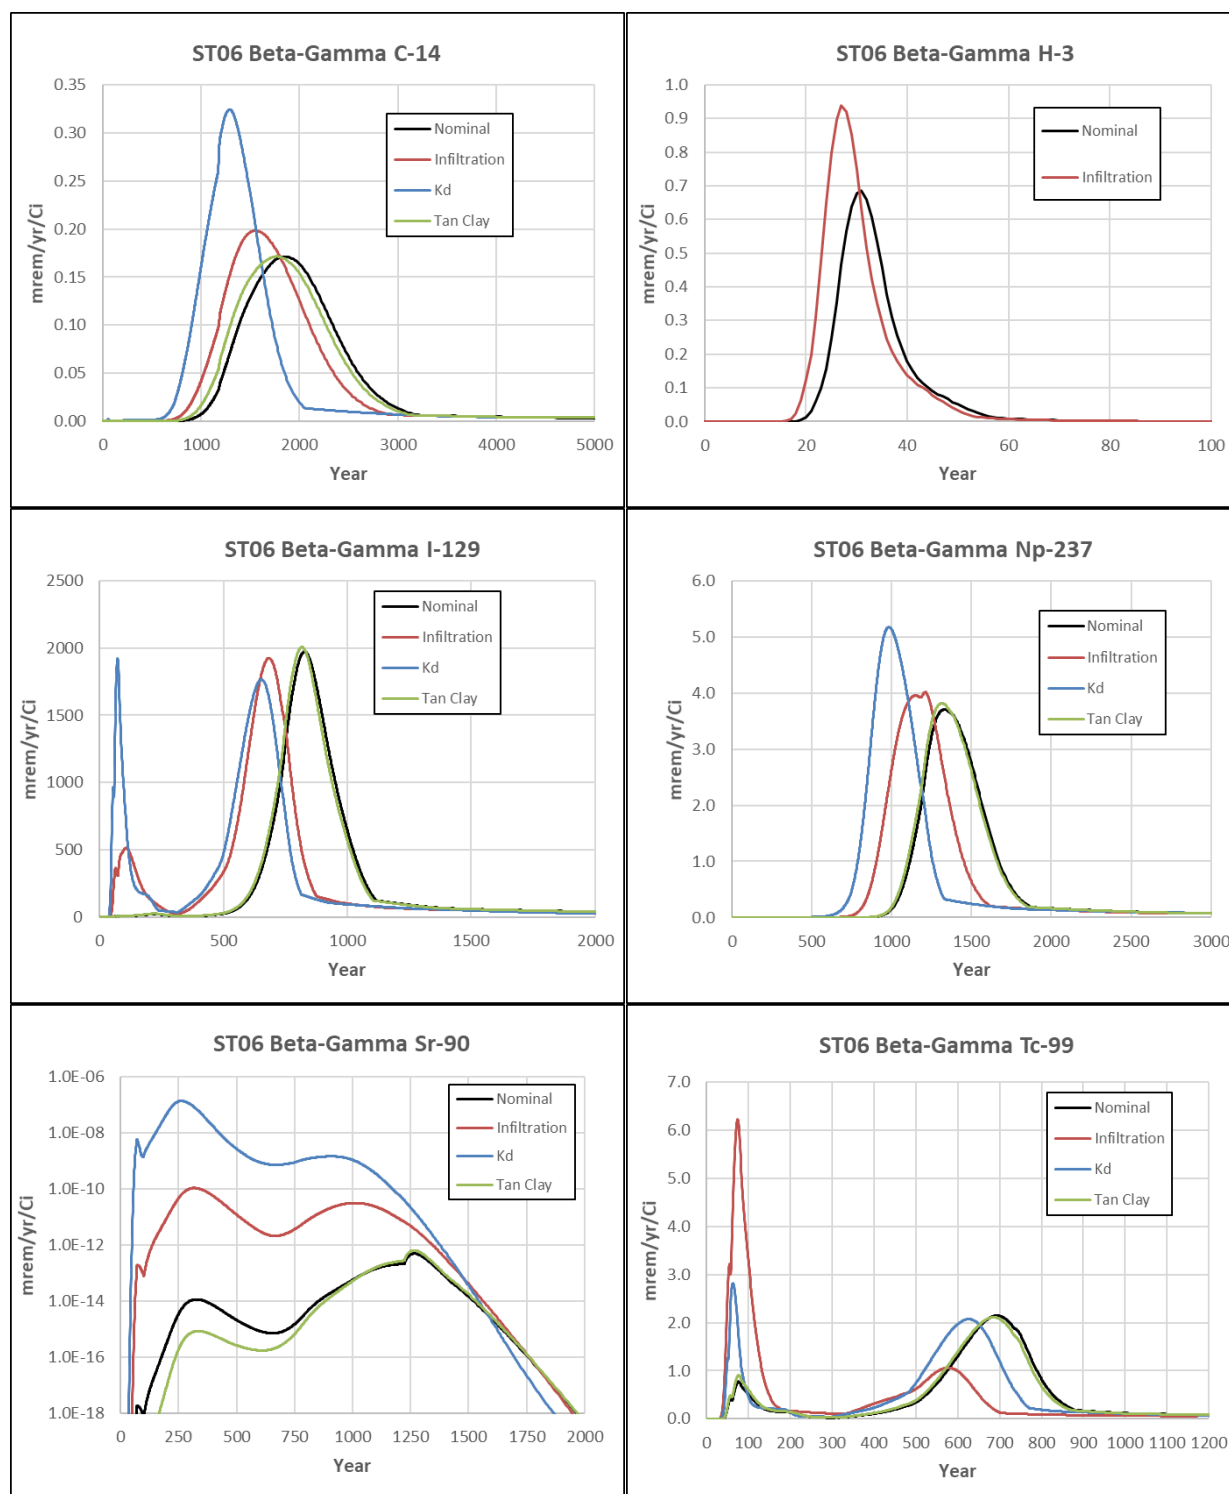 ST06 Beta-Gamma C-14
mrem/yr/Ci
0.35
0.30
0.25
0.20
0.15
0.10
0.05
0.00
Nominal
Infiltration
Kd
Tan Clay
0 1000 2000 3000 4000 5000
Year
ST06 Beta-Gamma H-3
mrem/yr/Ci
1.0
0.9
0.8
0.7
0.6
0.5
0.4
0.3
0.2
0.1
0.0
Nominal
Infiltration
0 20 40 60 80 100
Year
ST06 Beta-Gamma I-129
mrem/yr/Ci
2500
2000
1500
1000
500
0
Nominal
Infiltration
Kd
Tan Clay
0 500 1000 1500 2000
Year
ST06 Beta-Gamma Np-237
mrem/yr/Ci
6.0
5.0
4.0
3.0
2.0
1.0
0.0
Nominal
Infiltration
Kd
Tan Clay
0 500 1000 1500 2000 2500 3000
Year
ST06 Beta-Gamma Sr-90
mrem/yr/Ci
1.0E-06
1.0E-08
1.0E-10
1.0E-12
1.0E-14
1.0E-16
1.0E-18
Nominal
Infiltration
Kd
Tan Clay
0 250 500 750 1000 1250 1500 1750 2000
Year
ST06 Beta-Gamma Tc-99
mrem/yr/Ci
7.0
6.0
5.0
4.0
3.0
2.0
1.0
0.0
Nominal
Infiltration
Kd
Tan Clay
0 100 200 300 400 500 600 700 800 900 1000 1100 1200
Year